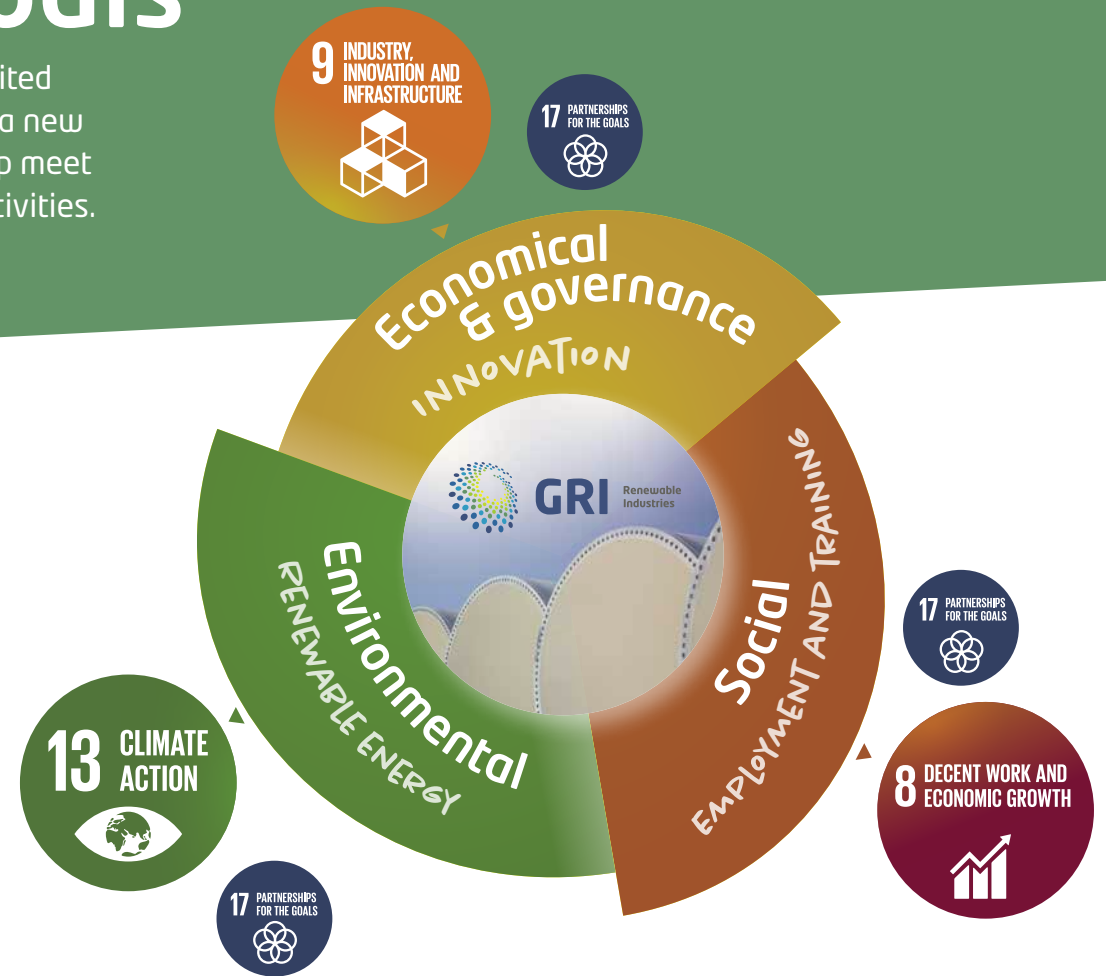 ited
a new
meet
tivities.
9 INDUSTRY,
INNOVATION AND
INFRASTRUCTURE
17 PARTNERSHIPS
FOR THE GOALS
Economical
& governance
INNOVATION
GRI Renewable
Industries
Environmental
RENEWABLE ENERGY
Social
EMPLOYMENT AND TRAINING
17 PARTNERSHIPS
FOR THE GOALS
8 DECENT WORK AND
ECONOMIC GROWTH
13 CLIMATE
ACTION
17 PARTNERSHIPS
FOR THE GOALS